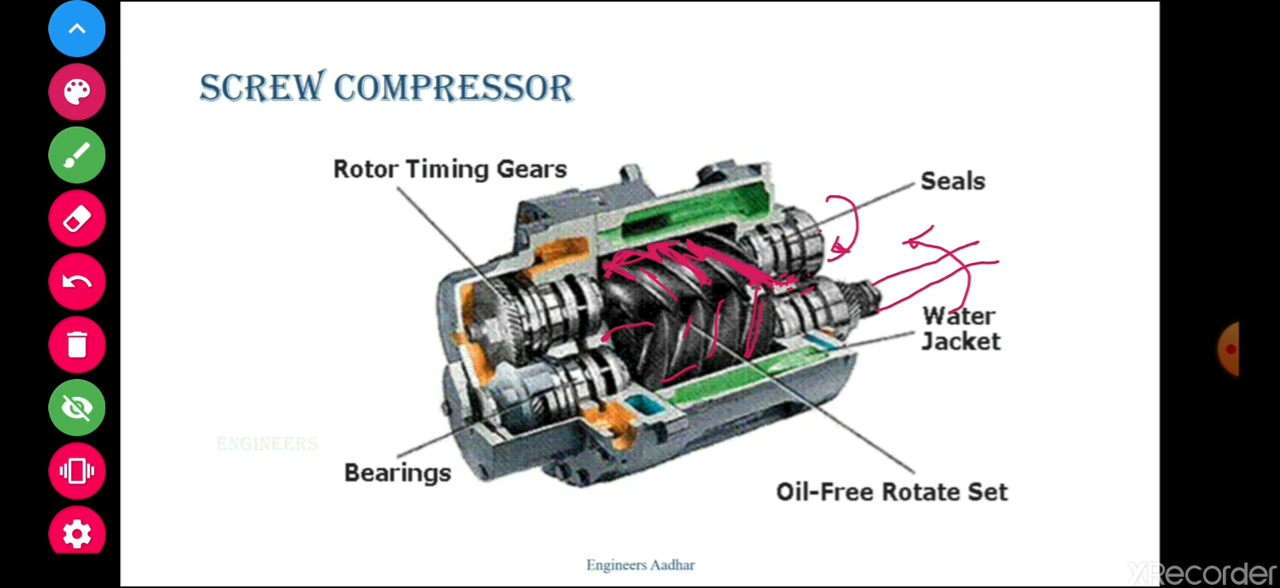 SCREW COMPRESSOR
Rotor Timing Gears
Seals
Water
Jacket
ENGINEERS
Bearings
Oil-Free Rotate Set
Engineers Aadhar
XRecorder